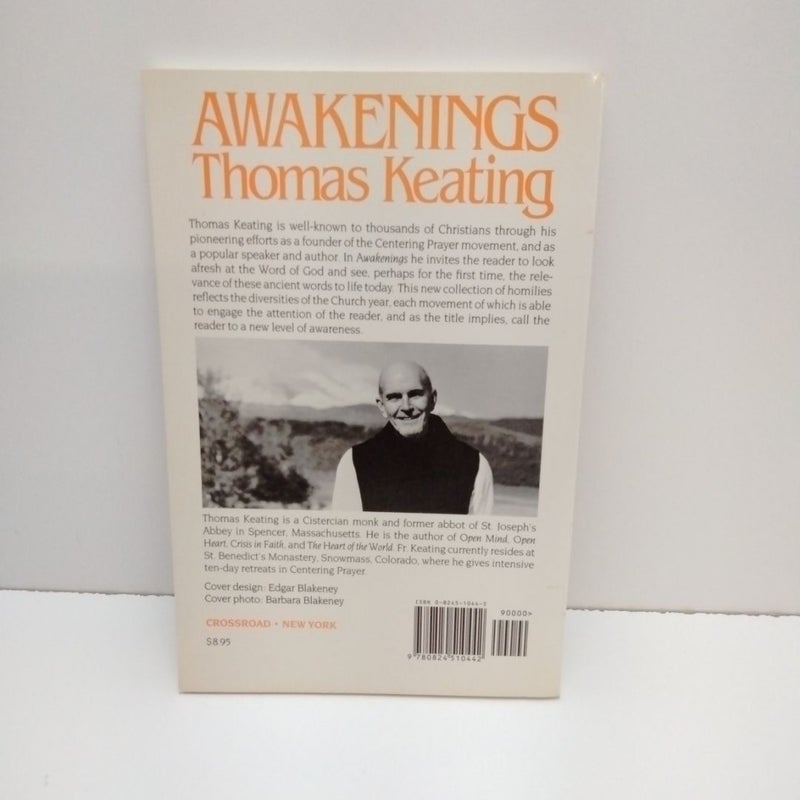 AWAKENINGS
Thomas Keating
Thomas Keating is well-known to thousands of Christians through his
pioneering efforts as a founder of the Centering Prayer movement, and as
a popular speaker and author. In Awakenings he invites the reader to look
afresh at the Word of God and see, perhaps for the first time, the rele-
vance of these ancient words to life today. This new collection of homilies
reflects the diversities of the Church year, each movement of which is able
to engage the attention of the reader, and as the title implies, call the
reader to a new level of awareness.
Thomas Keating is a Cistercian monk and former abbot of St. Joseph's
Abbey in Spencer, Massachusetts. He is the author of Open Mind, Open
Heart, Crisis in Faith, and The Heart of the World. Fr. Keating currently resides at
St. Benedict's Monastery, Snowmass, Colorado, where he gives intensive
ten-day retreats in Centering Prayer.
Cover design: Edgar Blakeney
Cover photo: Barbara Blakeney
CROSSROAD • NEW YORK
$8.95
ISBN 0-8245-1044-2
90000>
9 780824 510442